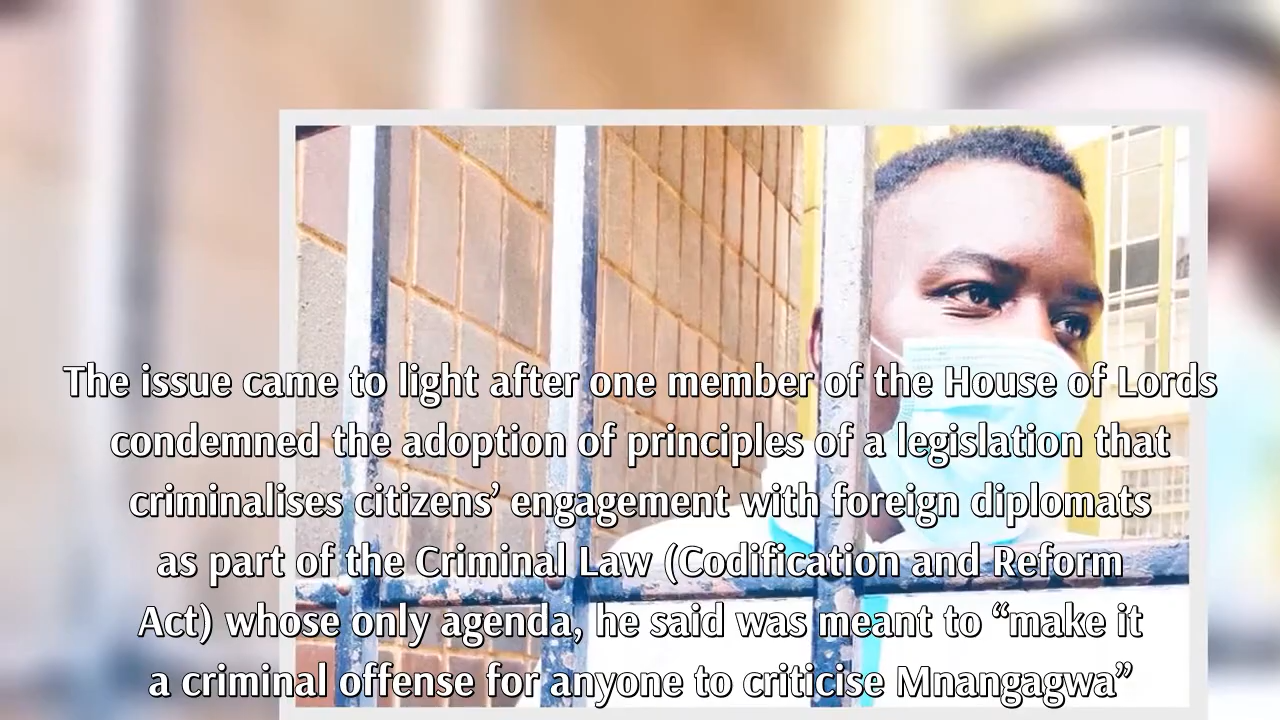 The issue came to light after one member of the House of Lords
condemned the adoption of principles of a legislation that
criminalises citizens’ engagement with foreign diplomats
as part of the Criminal Law (Codification and Reform
Act) whose only agenda, he said was meant to “make it
a criminal offense for anyone to criticise Mnangagwa”